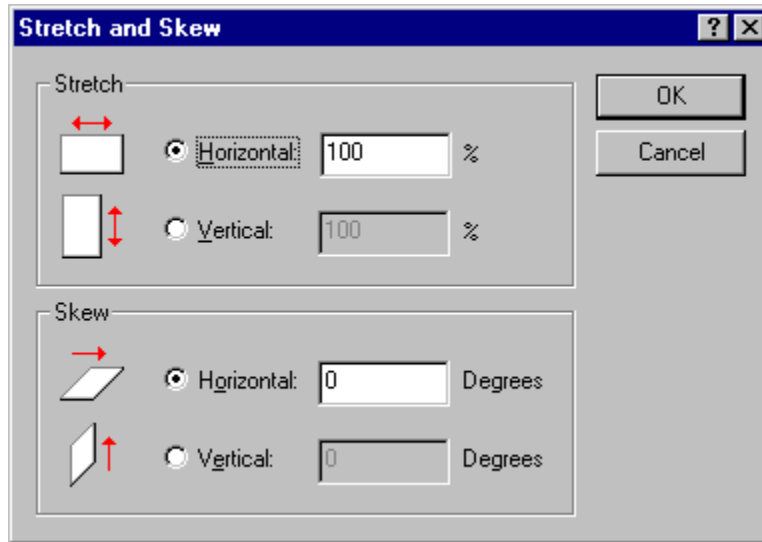 Stretch and Skew
Stretch
OK
Horizontal: 100 %
Cancel
Vertical: 100 %
Skew
Horizontal: 0 Degrees
Vertical: 0 Degrees